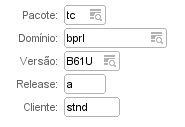 Pacote: tc
Domínio: bprl
Versão: B61U
Release: a
Cliente: stnd